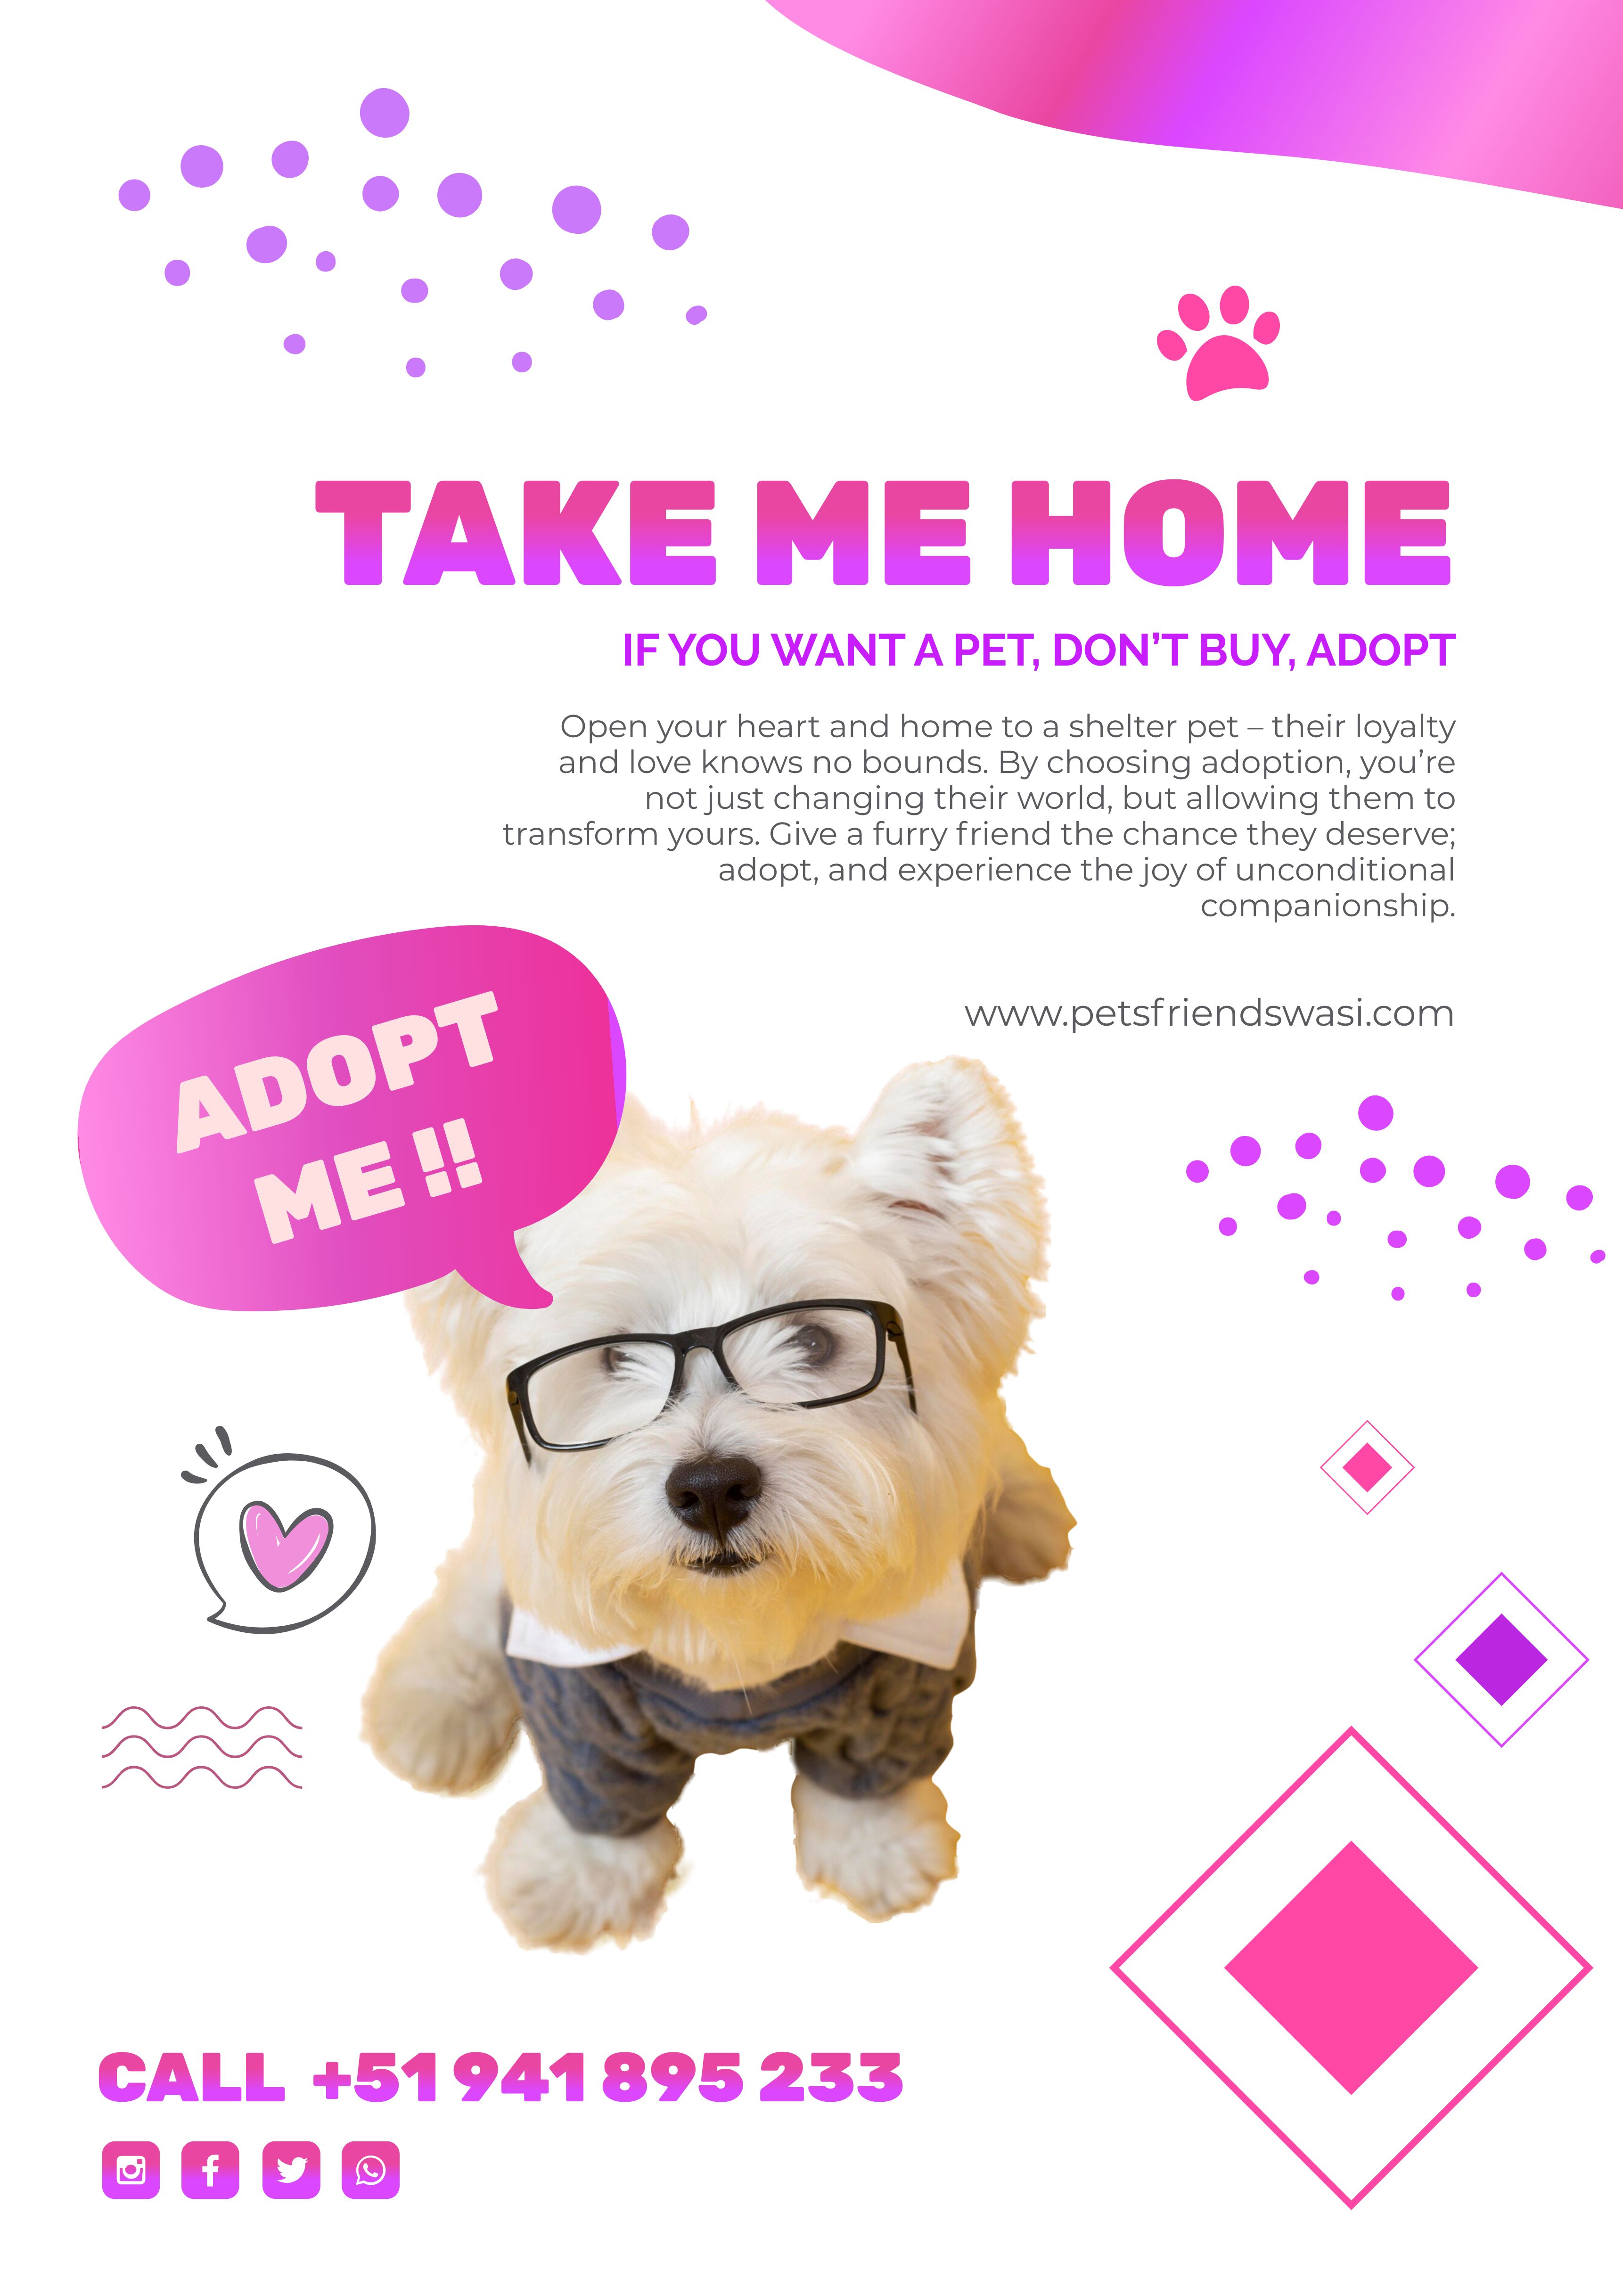 TAKE ME HOME
IF YOU WANT A PET, DON’T BUY, ADOPT
Open your heart and home to a shelter pet – their loyalty
and love knows no bounds. By choosing adoption, you’re
not just changing their world, but allowing them to
transform yours. Give a furry friend the chance they deserve;
adopt, and experience the joy of unconditional
companionship.
www.petsfriendswasi.com
ADOPT
ME !!
CALL +51 941 895 233